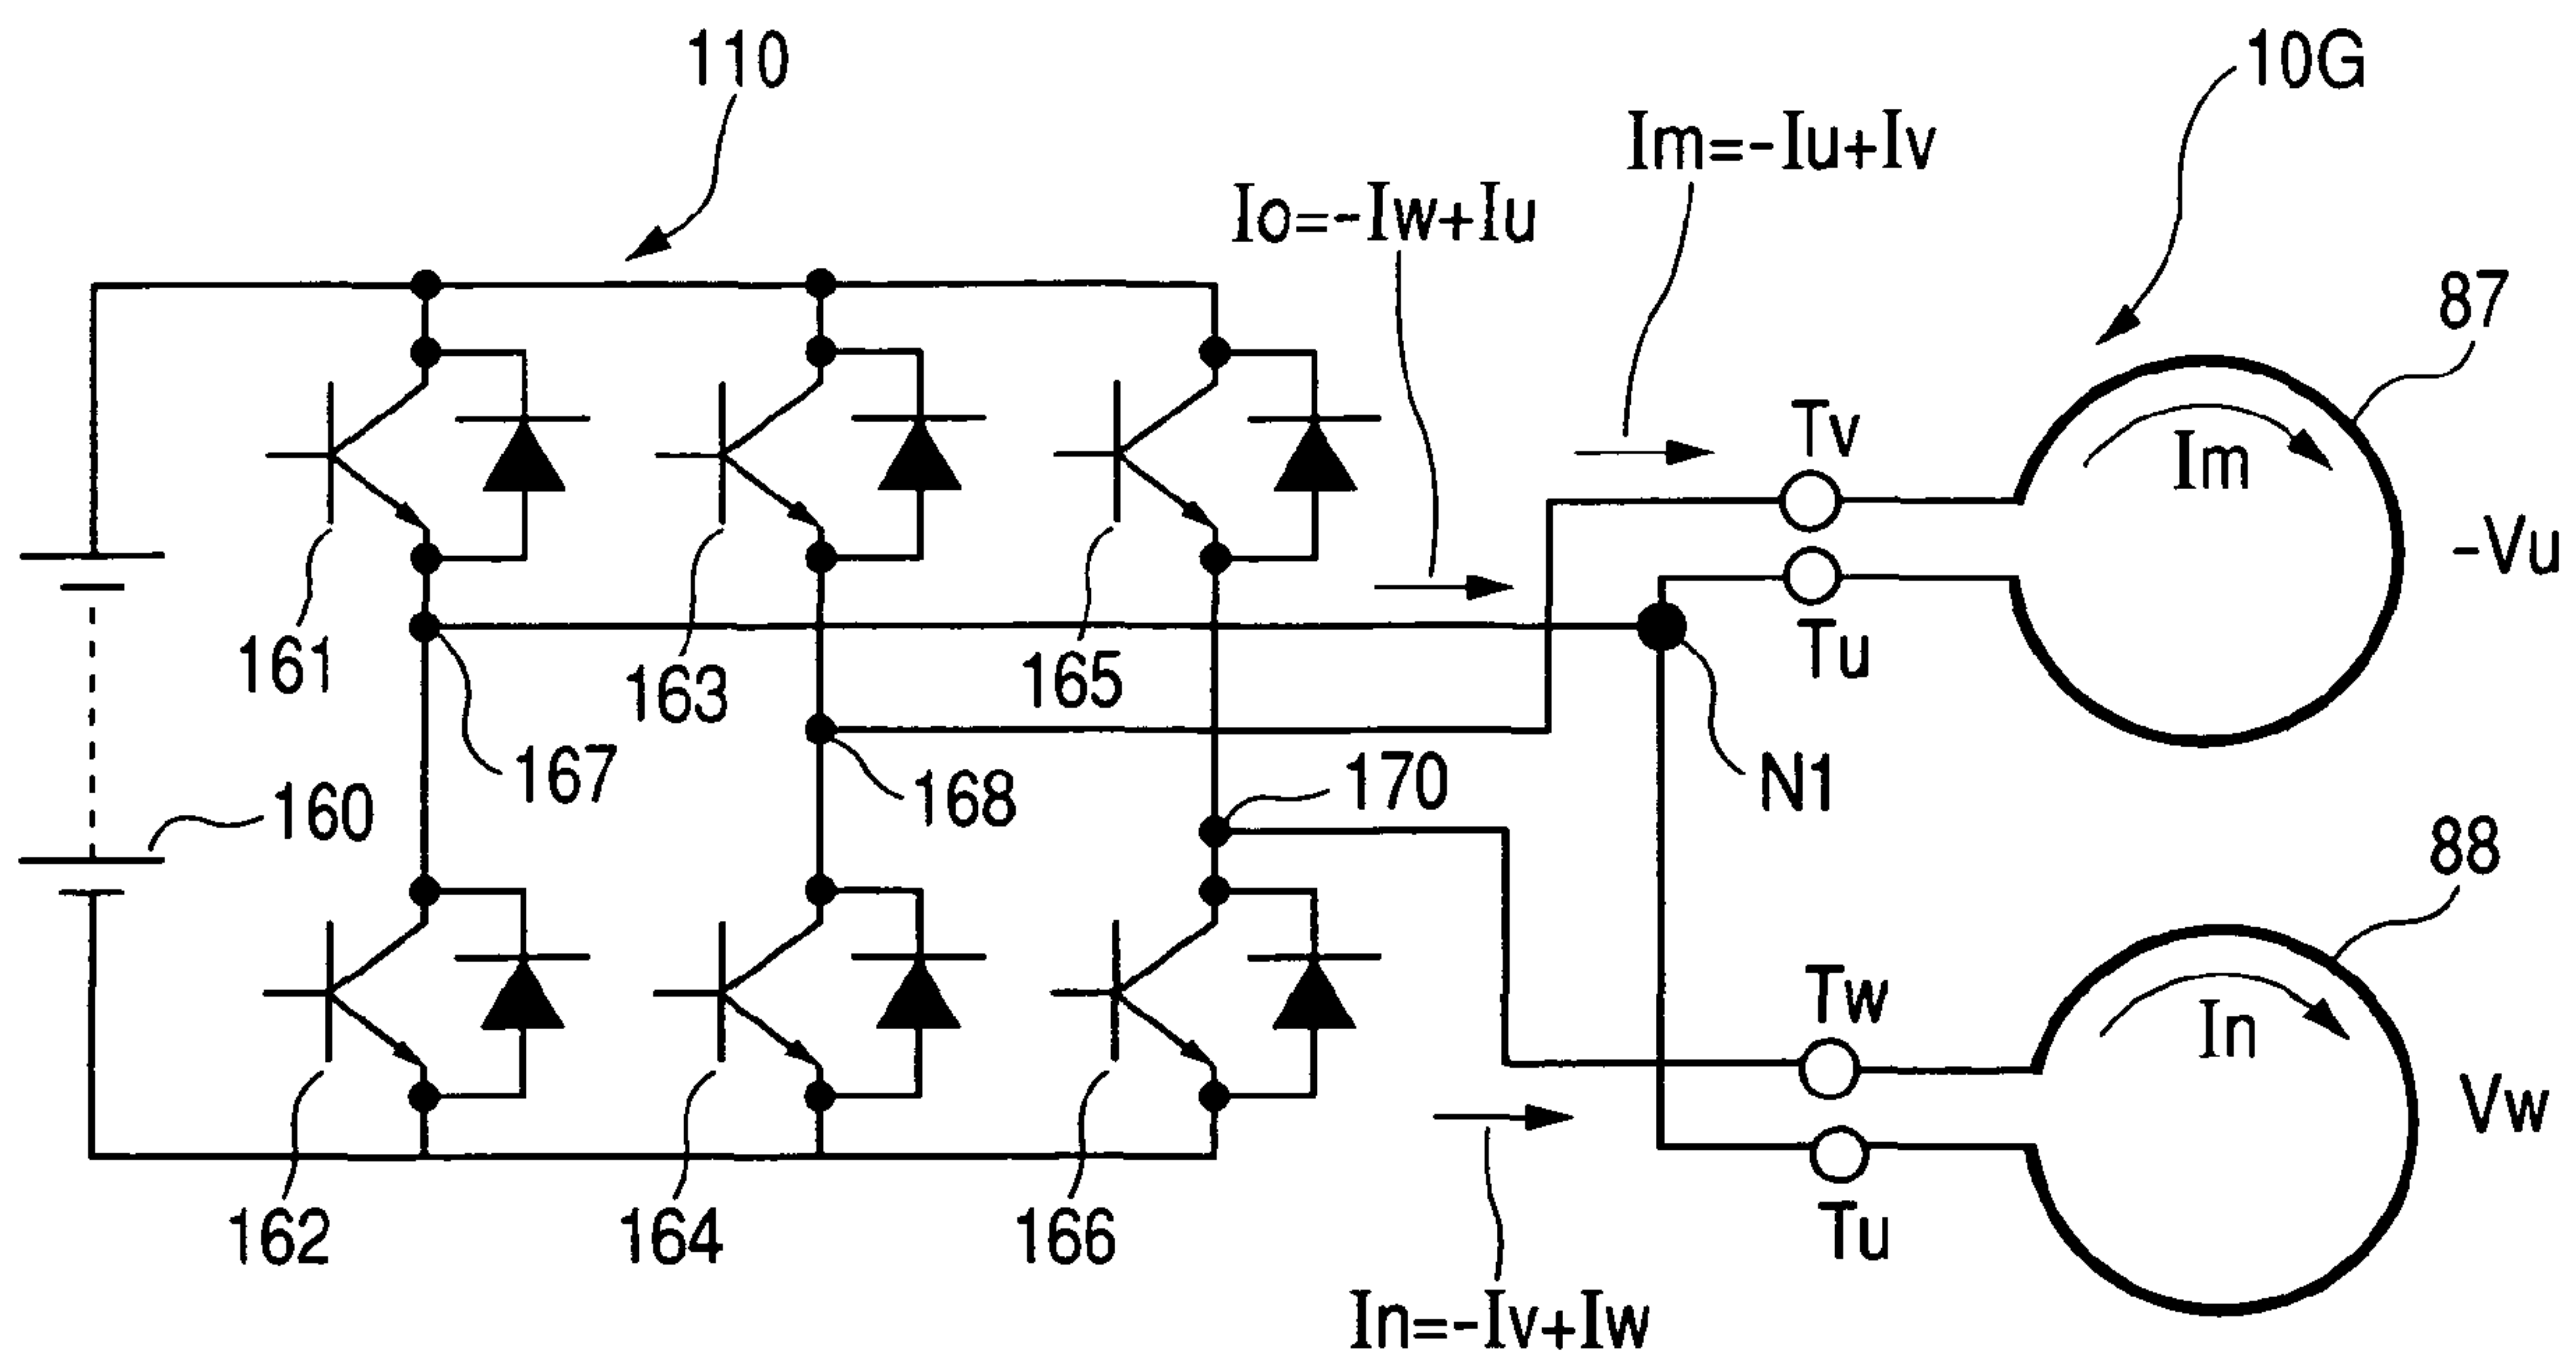 110
10G
Im=-Iu+Iv
Io=-Iw+Iu
87
Tv
Im
-Vu
161
163
165
Tu
167
168
170
N1
160
88
Tw
In
Vw
162
164
166
Tu
In=-Iv+Iw